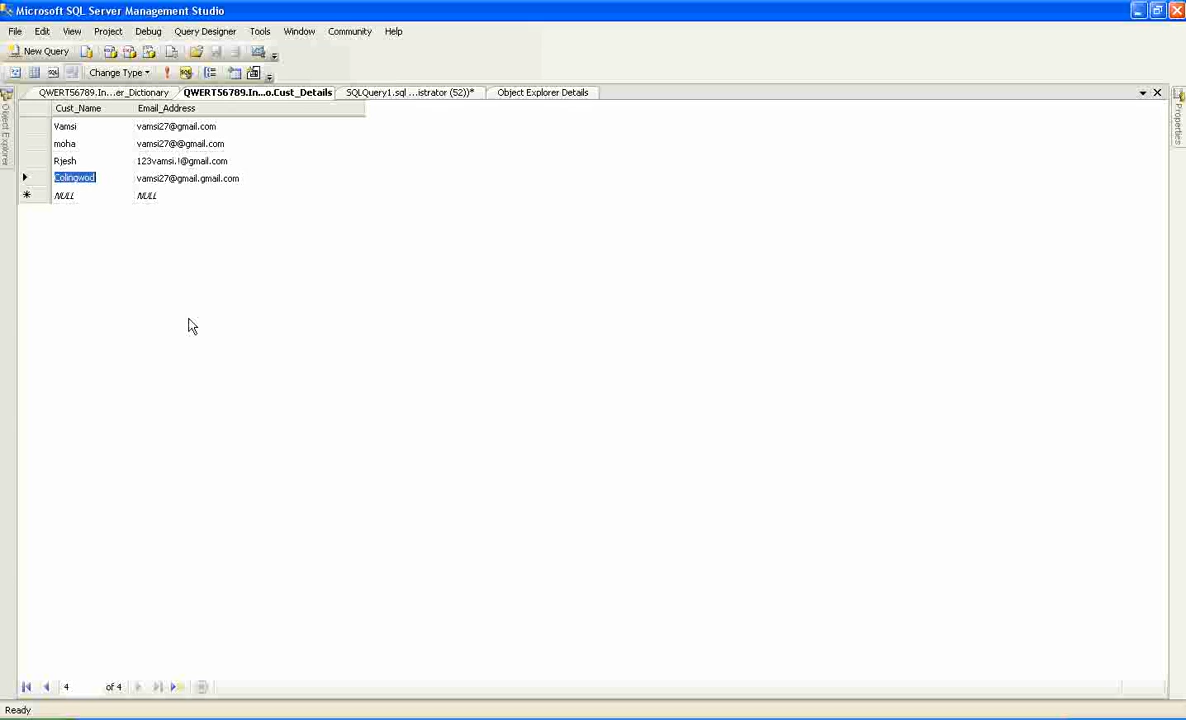 Microsoft SQL Server Management Studio
File Edit View Project Debug Query Designer Tools Window Community Help
New Query
Change Type
QWERT56789.In...er_Dictionary QWERT56789.In...o.Cust_Details SQLQuery1.sql ...istrator (52))* Object Explorer Details
Object Explorer
Properties
Cust_Name Email_Address
Vamsi vamsi27@gmail.com
moha vamsi27@@gmail.com
Rjesh 123vamsi.!@gmail.com
Colingwod vamsi27@gmail.gmail.com
NULL NULL
4 of 4
Ready